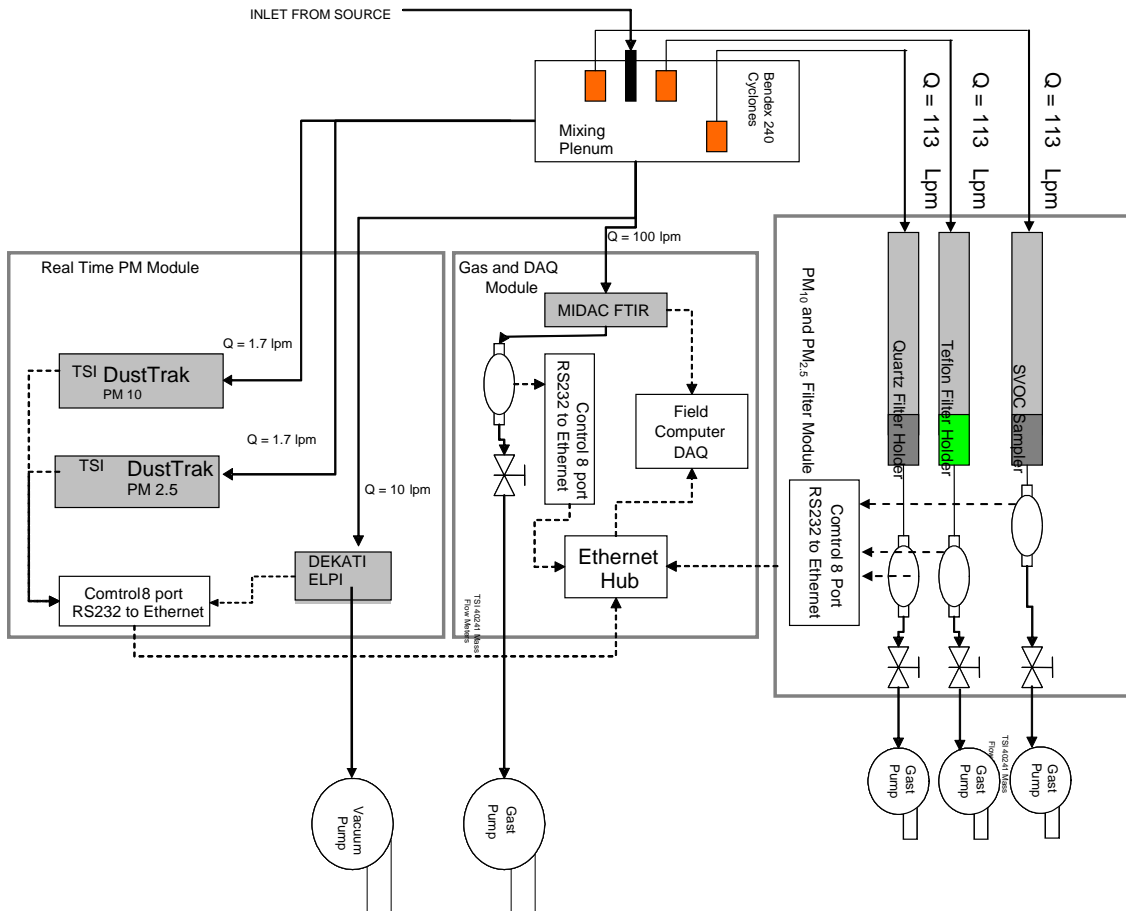 INLET FROM SOURCE
Bendex 240
Cyclones
Mixing
Plenum
Q = 113 Lpm
Q = 113 Lpm
Q = 113 Lpm
Q = 100 lpm
Real Time PM Module
Gas and DAQ
Module
MIDAC FTIR
Q = 1.7 lpm
TSI DustTrak
PM 10
Q = 1.7 lpm
TSI DustTrak
PM 2.5
Q = 10 lpm
DEKATI
ELPI
Comtrol8 port
RS232 to Ethernet
Comtrol 8 port
RS232 to Ethernet
Field
Computer
DAQ
Ethernet
Hub
TSI 40241 Mass
Flow Meters
PM10 and PM2.5 Filter Module
Quartz Filter Holder
Teflon Filter Holder
SVOC Sampler
Comtrol 8 Port
RS232 to Ethernet
TSI 40241 Mass
Flow
Vacuum
Pump
Gast
Pump
Gast
Pump
Gast
Pump
Gast
Pump